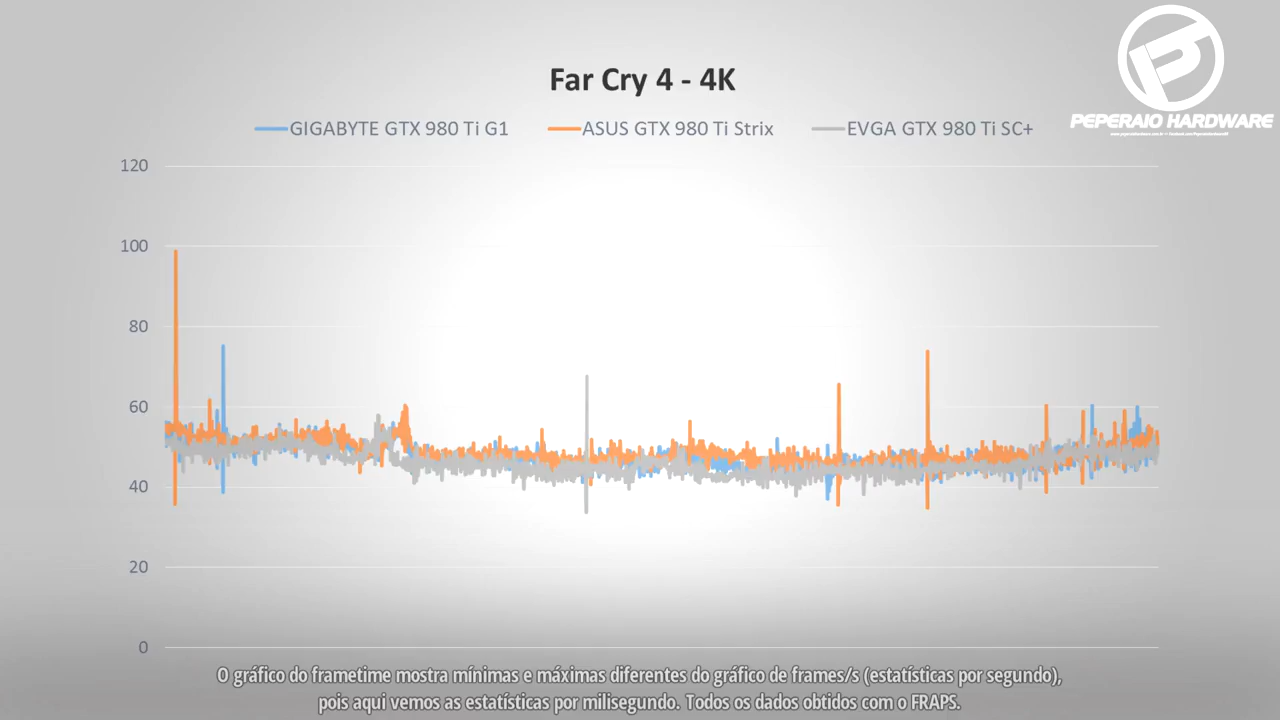 PEPERAIO HARDWARE
Far Cry 4 - 4K
GIGABYTE GTX 980 Ti G1 ASUS GTX 980 Ti Strix EVGA GTX 980 Ti SC+
120
100
80
60
40
20
0
O gráfico do frametime mostra mínimas e máximas diferentes do gráfico de frames/s (estatísticas por segundo),
pois aqui vemos as estatísticas por milisegundo. Todos os dados obtidos com o FRAPS.